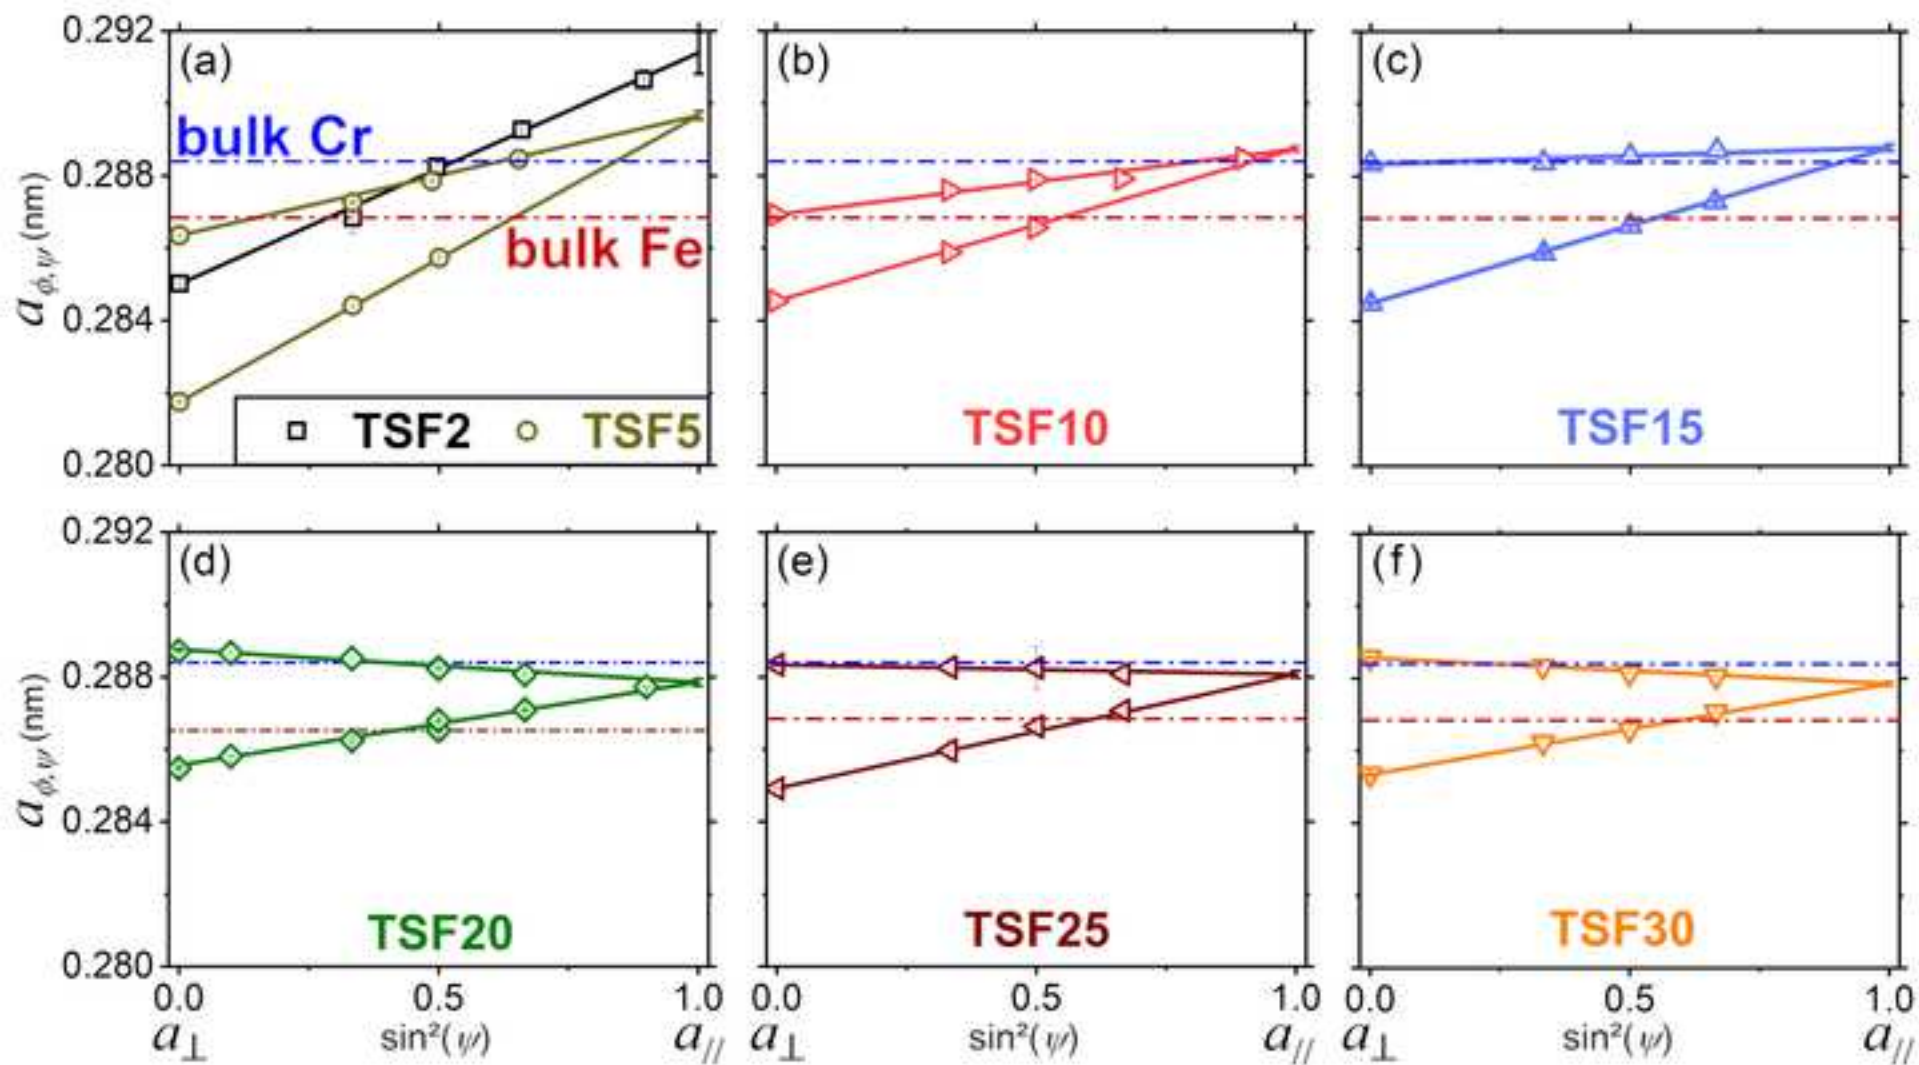 0.292
(a)
(b)
(c)
bulk Cr
0.288
bulk Fe
a ϕ,ψ (nm)
0.284
TSF2
TSF5
TSF10
TSF15
0.280
0.292
(d)
(e)
(f)
0.288
a ϕ,ψ (nm)
0.284
TSF20
TSF25
TSF30
0.280
0.0 0.5 1.0 0.0 0.5 1.0 0.0 0.5 1.0
a⊥ sin²(ψ) a// a⊥ sin²(ψ) a// a⊥ sin²(ψ) a//